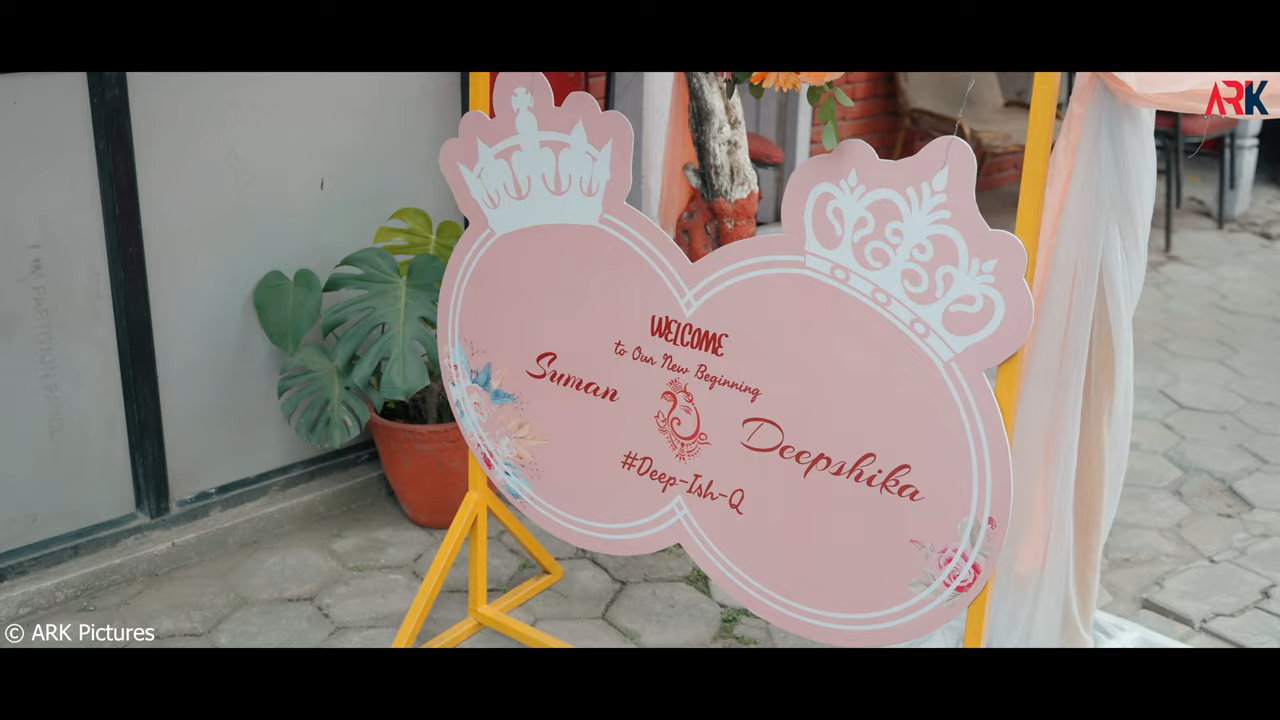 ARK
WELCOME
to Our New Beginning
Suman
Deepshika
#Deep-Ish-Q
© ARK Pictures